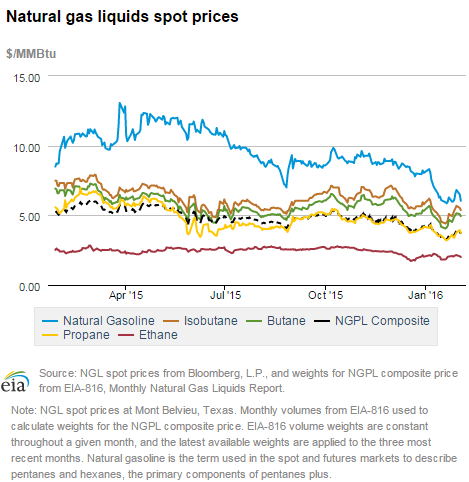 Natural gas liquids spot prices
$/MMBtu
15.00
10.00
5.00
0.00
Apr '15
Jul '15
Oct '15
Jan '16
Natural Gasoline Isobutane Butane NGPL Composite
Propane Ethane
eia
Source: NGL spot prices from Bloomberg, L.P., and weights for NGPL composite price
from EIA-816, Monthly Natural Gas Liquids Report.
Note: NGL spot prices at Mont Belvieu, Texas. Monthly volumes from EIA-816 used to
calculate weights for the NGPL composite price. EIA-816 volume weights are constant
throughout a given month, and the latest available weights are applied to the three most
recent months. Natural gasoline is the term used in the spot and futures markets to describe
pentanes and hexanes, the primary components of pentanes plus.